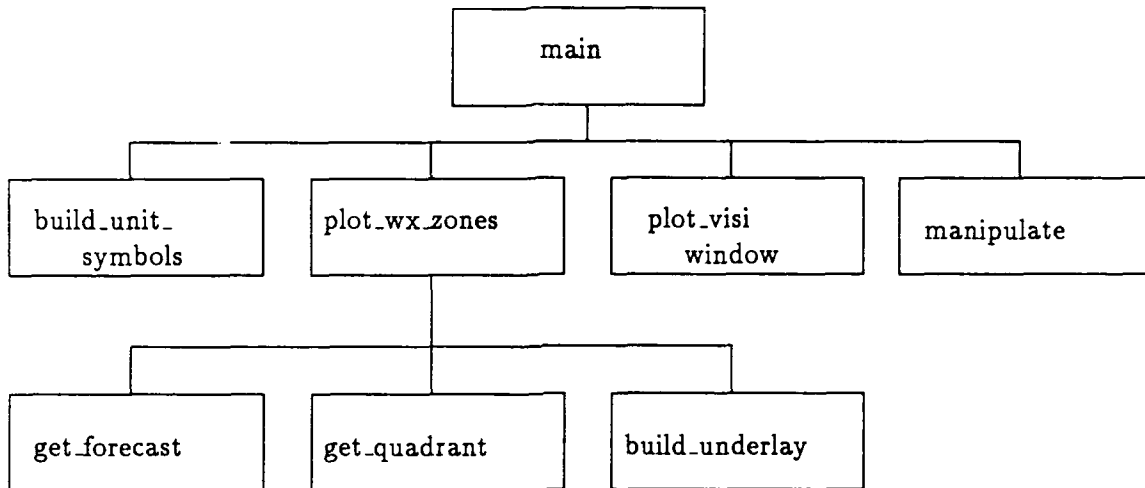 main
build_unit_
symbols
plot_wx_zones
plot_visi
window
manipulate
get_forecast
get_quadrant
build_underlay